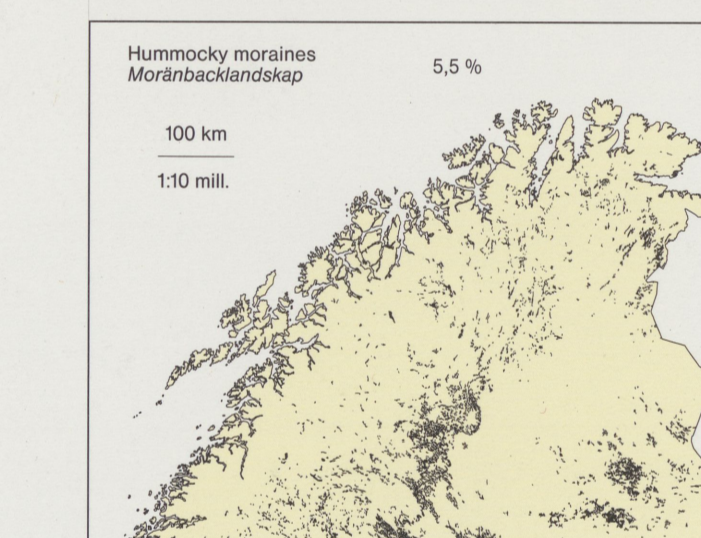 Hummocky moraines
Moränbacklandskap
5,5 %
100 km
1:10 mill.